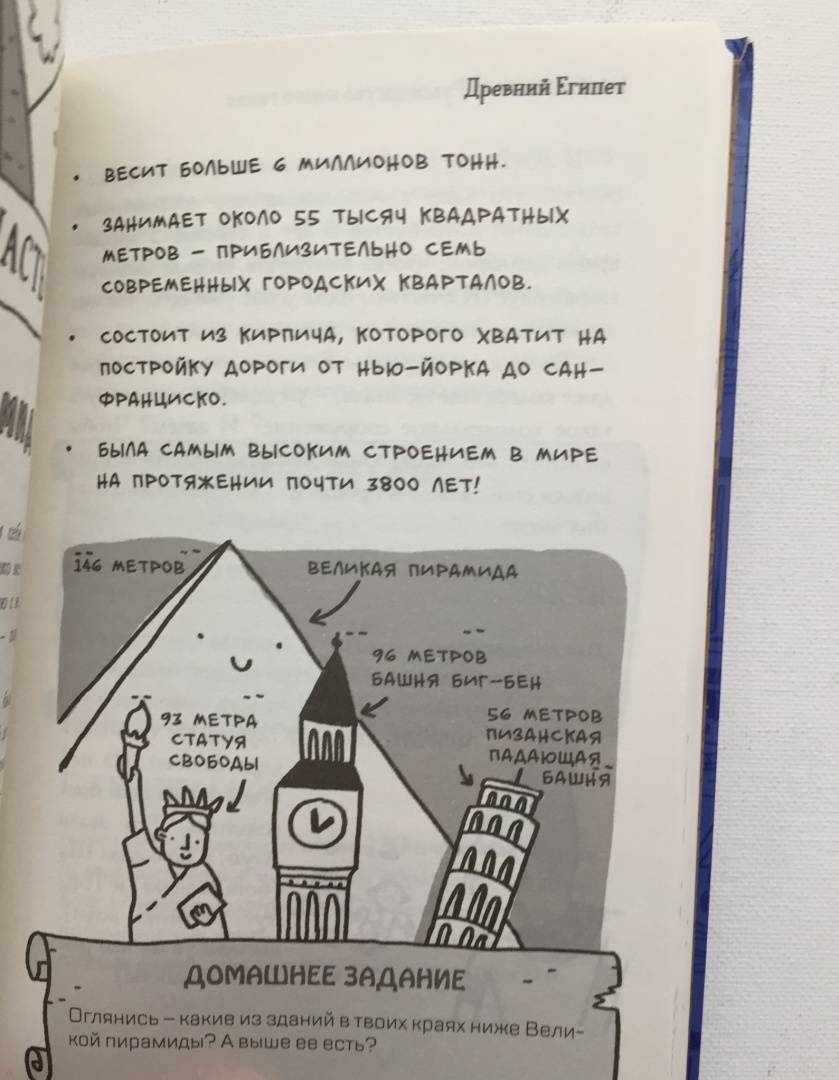 Древний Египет
• ВЕСИТ БОЛЬШЕ 6 МИЛЛИОНОВ ТОНН.
• ЗАНИМАЕТ ОКОЛО 55 ТЫСЯЧ КВАДРАТНЫХ
МЕТРОВ – ПРИБЛИЗИТЕЛЬНО СЕМЬ
СОВРЕМЕННЫХ ГОРОДСКИХ КВАРТАЛОВ.
• СОСТОИТ ИЗ КИРПИЧА, КОТОРОГО ХВАТИТ НА
ПОСТРОЙКУ ДОРОГИ ОТ НЬЮ-ЙОРКА ДО САН-
ФРАНЦИСКО.
• БЫЛА САМЫМ ВЫСОКИМ СТРОЕНИЕМ В МИРЕ
НА ПРОТЯЖЕНИИ ПОЧТИ 3800 ЛЕТ!
146 МЕТРОВ
ВЕЛИКАЯ ПИРАМИДА
96 МЕТРОВ
БАШНЯ БИГ-БЕН
93 МЕТРА
СТАТУЯ
СВОБОДЫ
56 МЕТРОВ
ПИЗАНСКАЯ
ПАДАЮЩАЯ
БАШНЯ
ДОМАШНЕЕ ЗАДАНИЕ
Оглянись – какие из зданий в твоих краях ниже Вели-
кой пирамиды? А выше ее есть?